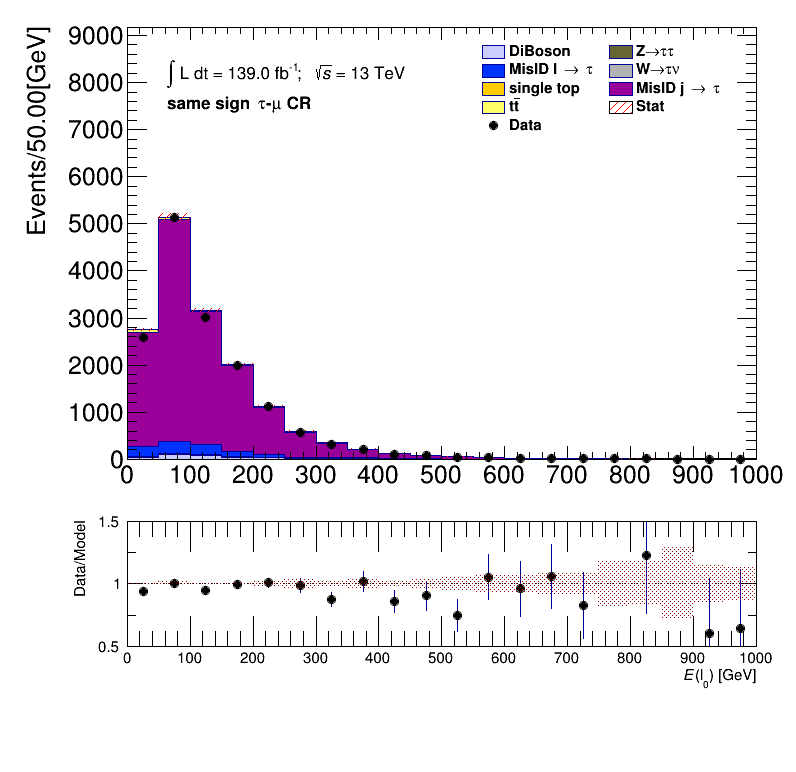 Events/50.00[GeV]
9000
8000
7000
6000
5000
4000
3000
2000
1000
0
∫ L dt = 139.0 fb⁻¹; √s = 13 TeV
same sign τ-μ CR
DiBoson
MisID l → τ
single top
tt̄
Data
Z→ττ
W→τν
MisID j → τ
Stat
0 100 200 300 400 500 600 700 800 900 1000
Data/Model
1.5
1
0.5
0 100 200 300 400 500 600 700 800 900 1000
E(l₀) [GeV]